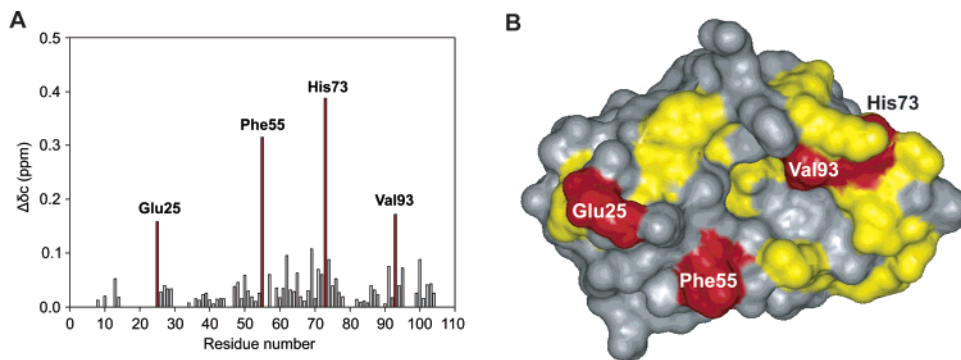 A
B
0.5
0.4
0.3
0.2
0.1
0.0
Δδc (ppm)
Glu25
Phe55
His73
Val93
0 10 20 30 40 50 60 70 80 90 100 110
Residue number
His73
Val93
Glu25
Phe55